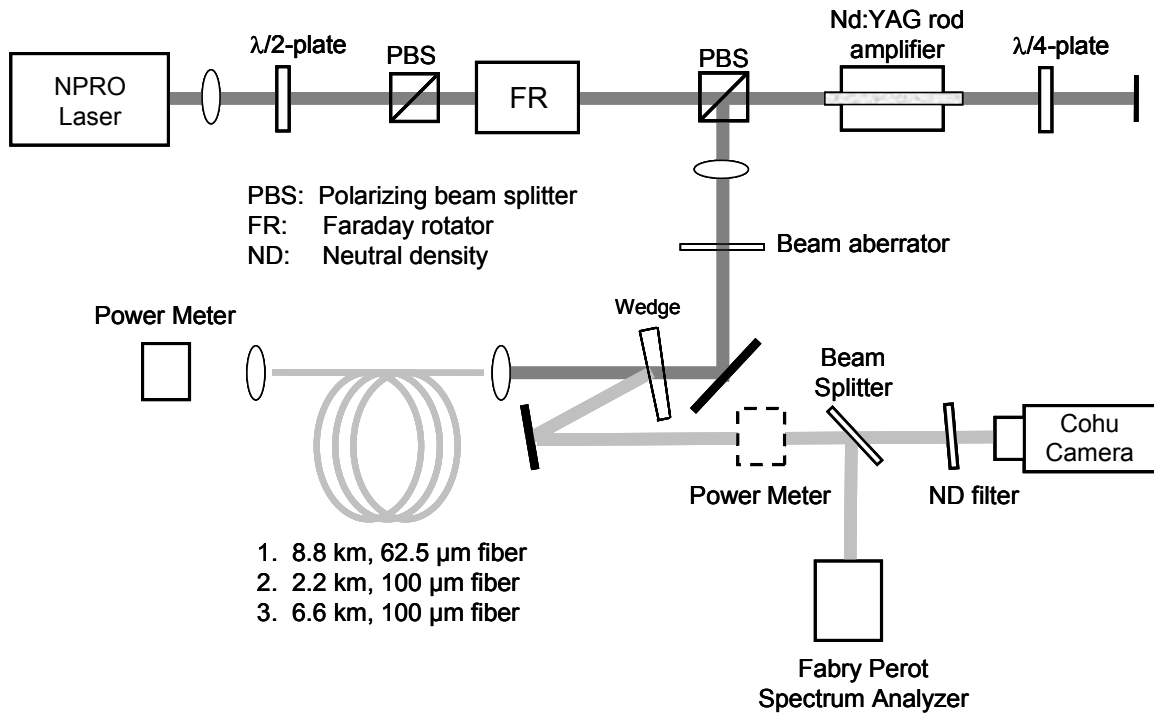 NPRO
Laser
λ/2-plate
PBS
FR
PBS
Nd:YAG rod
amplifier
λ/4-plate
PBS: Polarizing beam splitter
FR: Faraday rotator
ND: Neutral density
Beam aberrator
Power Meter
Wedge
Beam
Splitter
Cohu
Camera
Power Meter
ND filter
1. 8.8 km, 62.5 µm fiber
2. 2.2 km, 100 µm fiber
3. 6.6 km, 100 µm fiber
Fabry Perot
Spectrum Analyzer